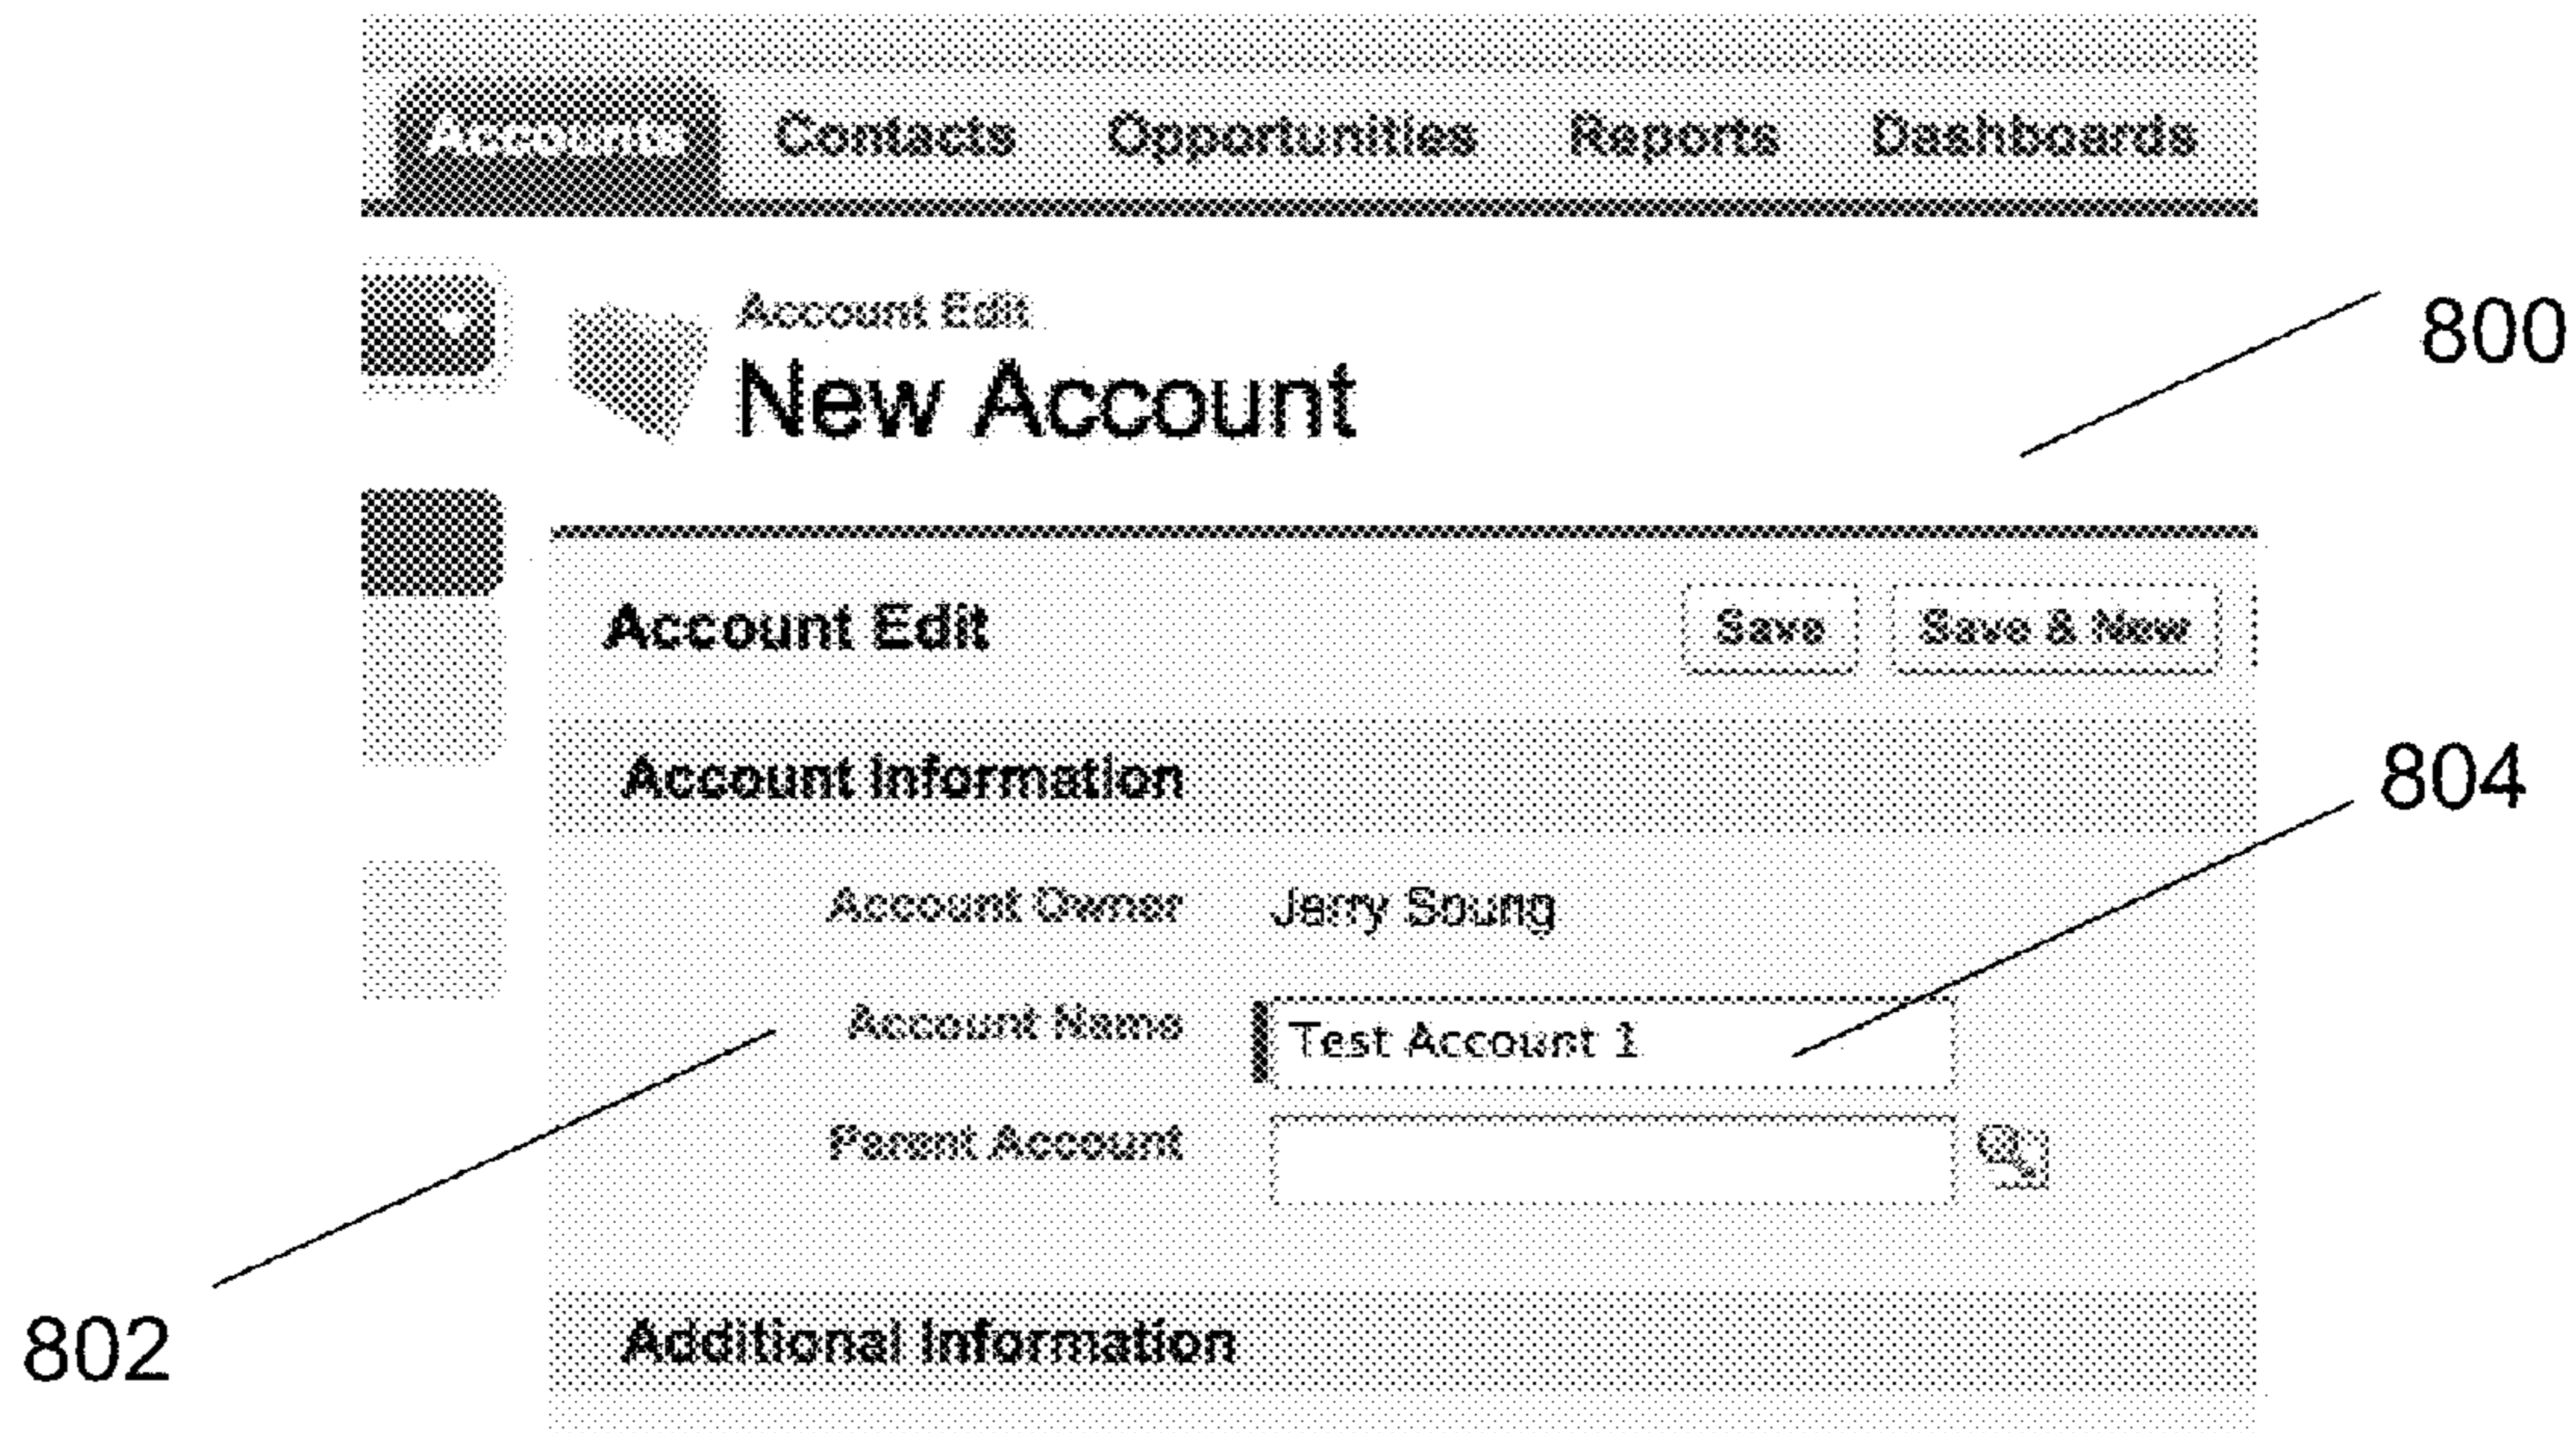 Accounts Contacts Opportunities Reports Dashboards
Account Edit
New Account
800
Account Edit Save Save & New
Account Information
804
Account Owner Jerry Soung
Account Name Test Account 1
Parent Account
802
Additional Information